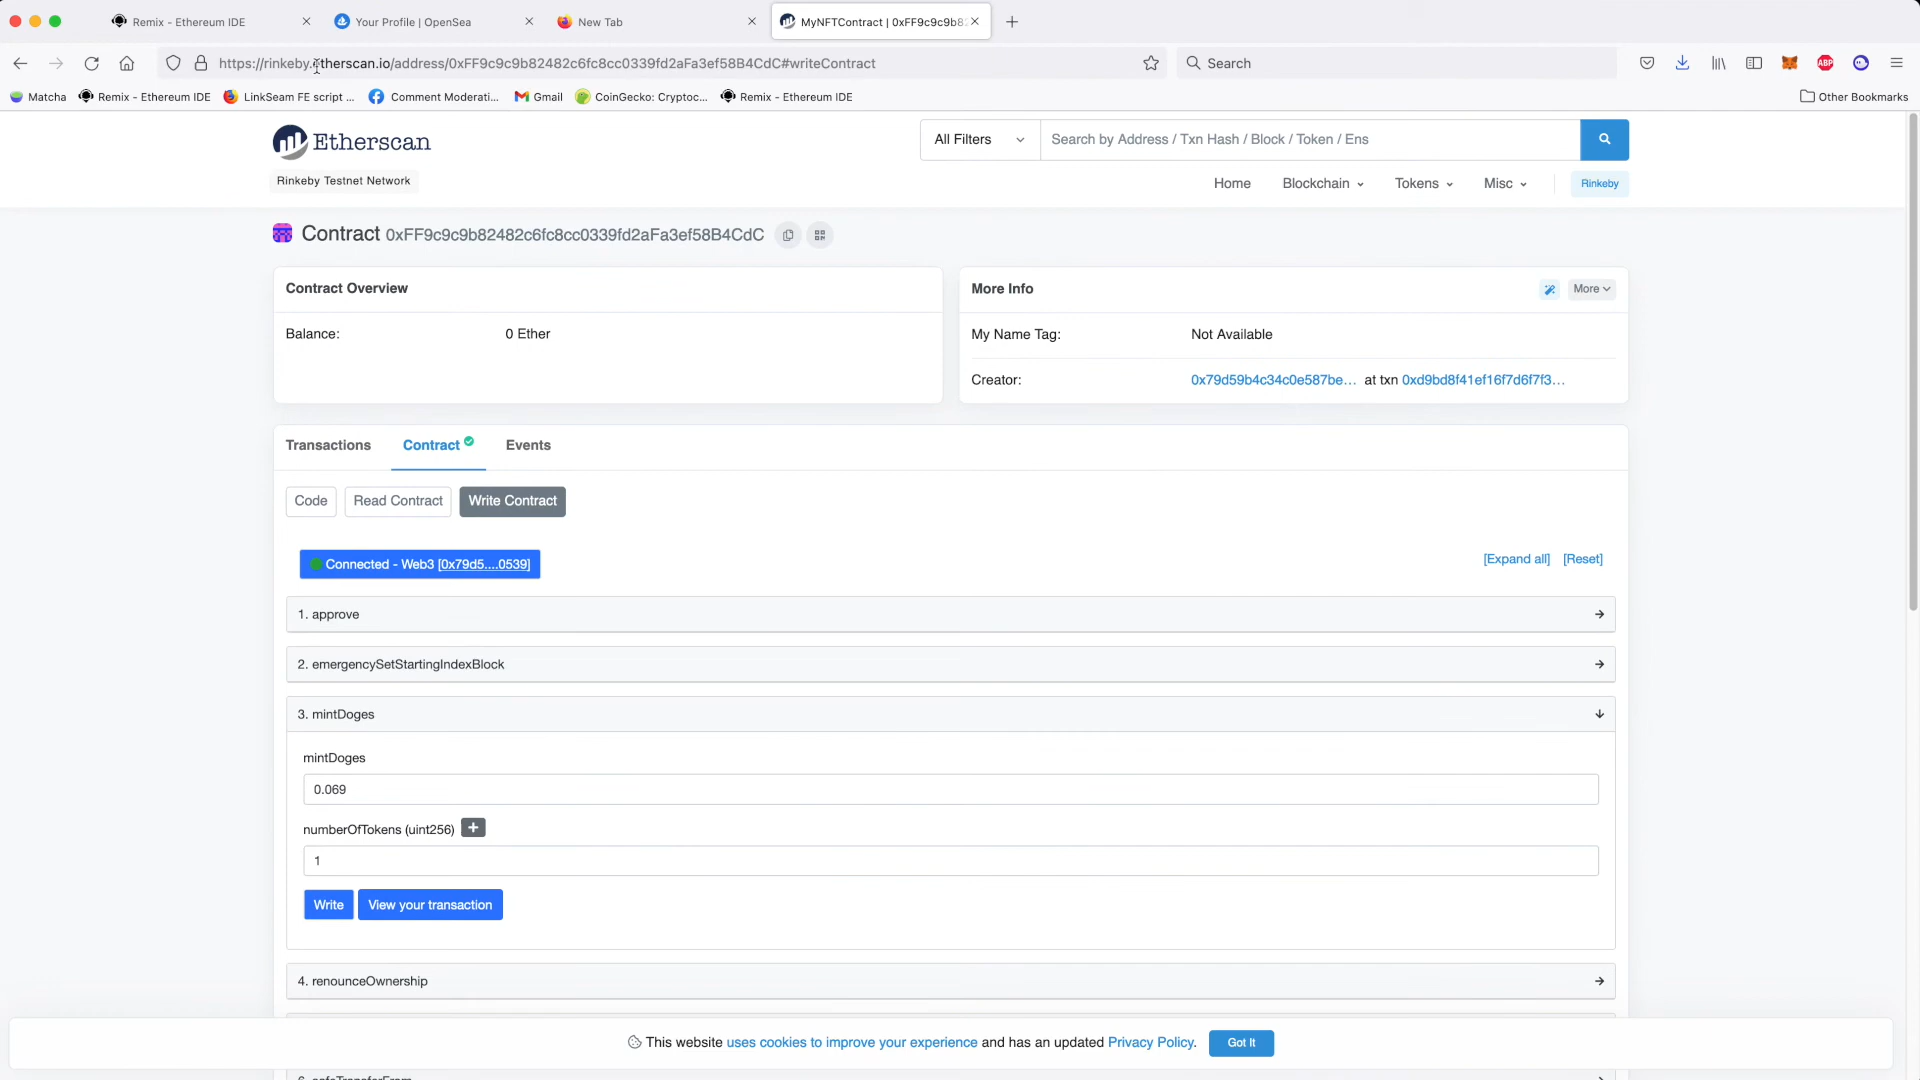 Remix - Ethereum IDE
Your Profile | OpenSea
New Tab
MyNFTContract | 0xFF9c9c9b8
https://rinkeby.etherscan.io/address/0xFF9c9c9b82482c6fc8cc0339fd2aFa3ef58B4CdC#writeContract
Search
ABP
Matcha
Remix - Ethereum IDE
LinkSeam FE script ...
Comment Moderati...
Gmail
CoinGecko: Cryptoc...
Remix - Ethereum IDE
Other Bookmarks
Etherscan
All Filters
Search by Address / Txn Hash / Block / Token / Ens
Rinkeby Testnet Network
Home
Blockchain
Tokens
Misc
Rinkeby
Contract 0xFF9c9c9b82482c6fc8cc0339fd2aFa3ef58B4CdC
Contract Overview
Balance: 0 Ether
More Info
More
My Name Tag: Not Available
Creator: 0x79d59b4c34c0e587be... at txn 0xd9bd8f41ef16f7d6f7f3...
Transactions
Contract
Events
Code
Read Contract
Write Contract
Connected - Web3 [0x79d5....0539]
[Expand all] [Reset]
1. approve
2. emergencySetStartingIndexBlock
3. mintDoges
mintDoges
0.069
numberOfTokens (uint256)
1
Write
View your transaction
4. renounceOwnership
This website uses cookies to improve your experience and has an updated Privacy Policy.
Got It